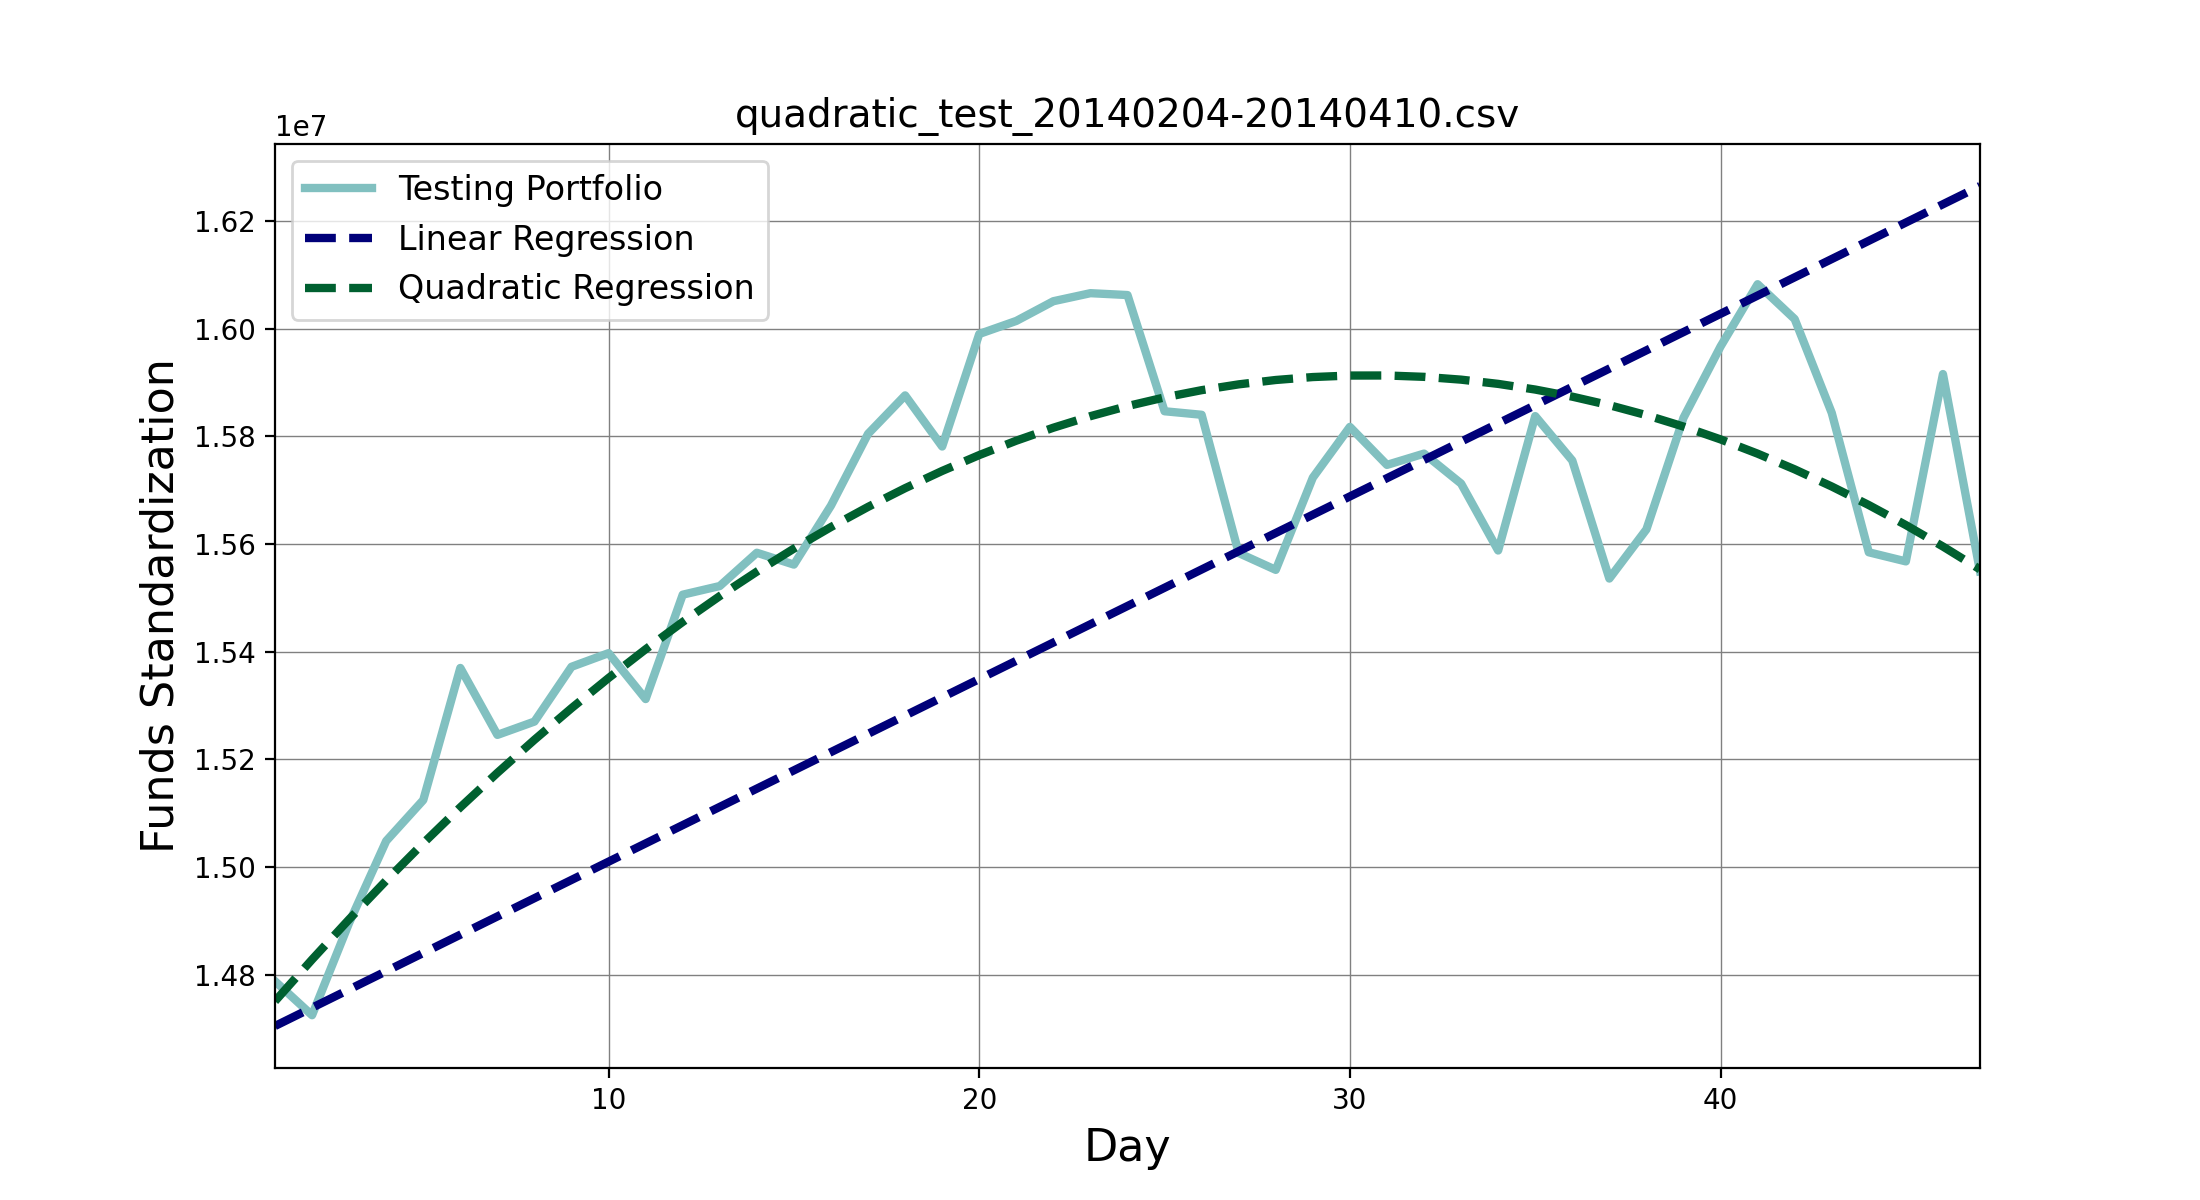 quadratic_test_20140204-20140410.csv
1e7
Testing Portfolio
Linear Regression
Quadratic Regression
1.62
1.60
1.58
1.56
1.54
1.52
1.50
1.48
Funds Standardization
10 20 30 40
Day